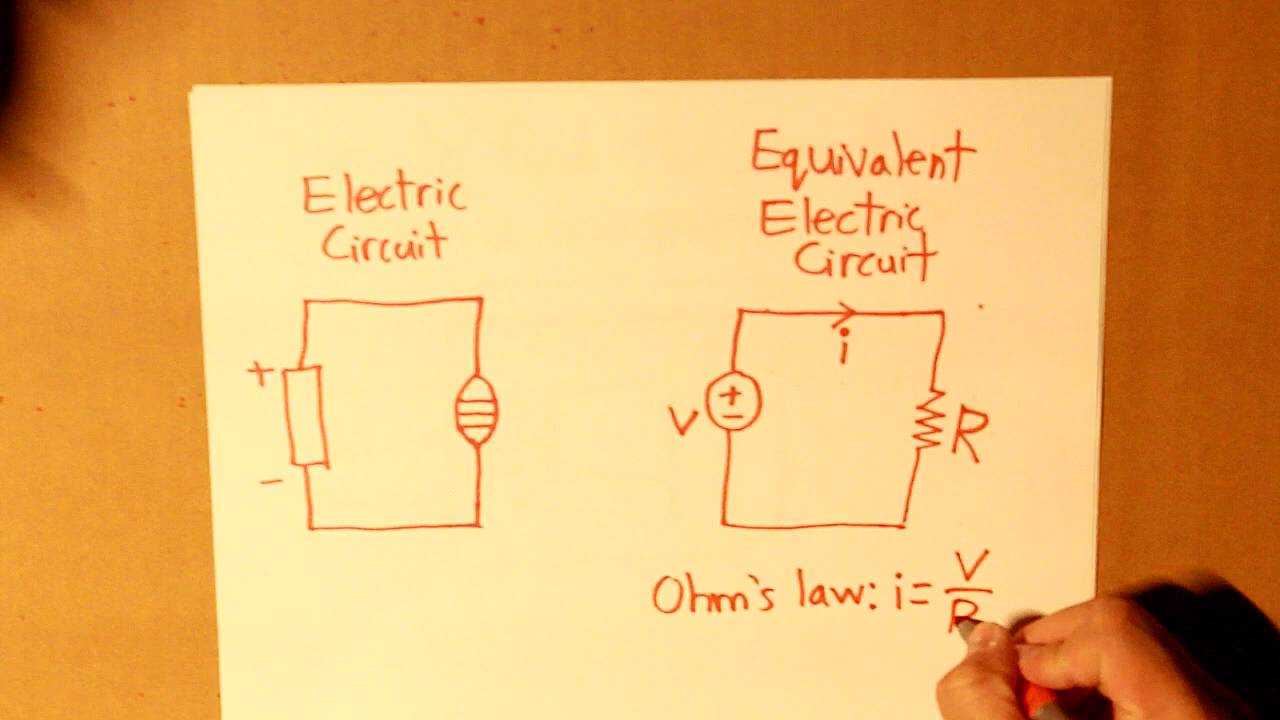 Electric
Circuit
+
-
Equivalent
Electric
Circuit
i
V
+
-
R
Ohm's law: i= V
R